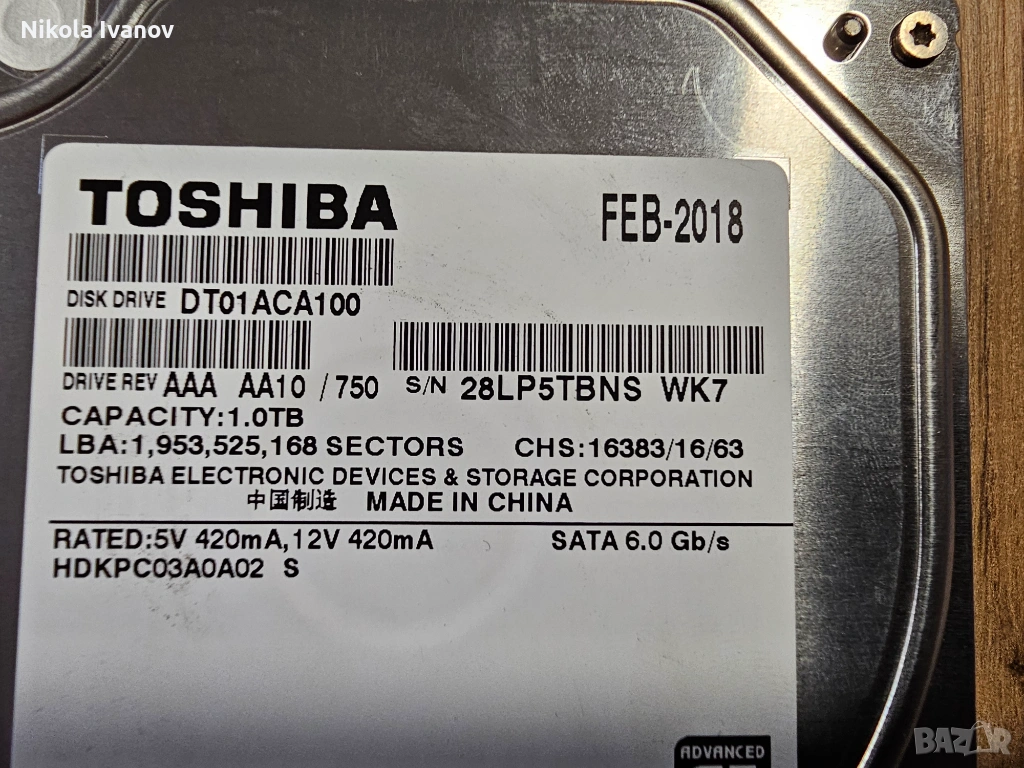 Nikola Ivanov
TOSHIBA
FEB-2018
DISK DRIVE DT01ACA100
DRIVE REV AAA AA10 / 750 S/N 28LP5TBNS WK7
CAPACITY:1.0TB
LBA:1,953,525,168 SECTORS CHS:16383/16/63
TOSHIBA ELECTRONIC DEVICES & STORAGE CORPORATION
中国制造 MADE IN CHINA
RATED:5V 420mA,12V 420mA SATA 6.0 Gb/s
HDKPC03A0A02 S
ADVANCED
BAZAR